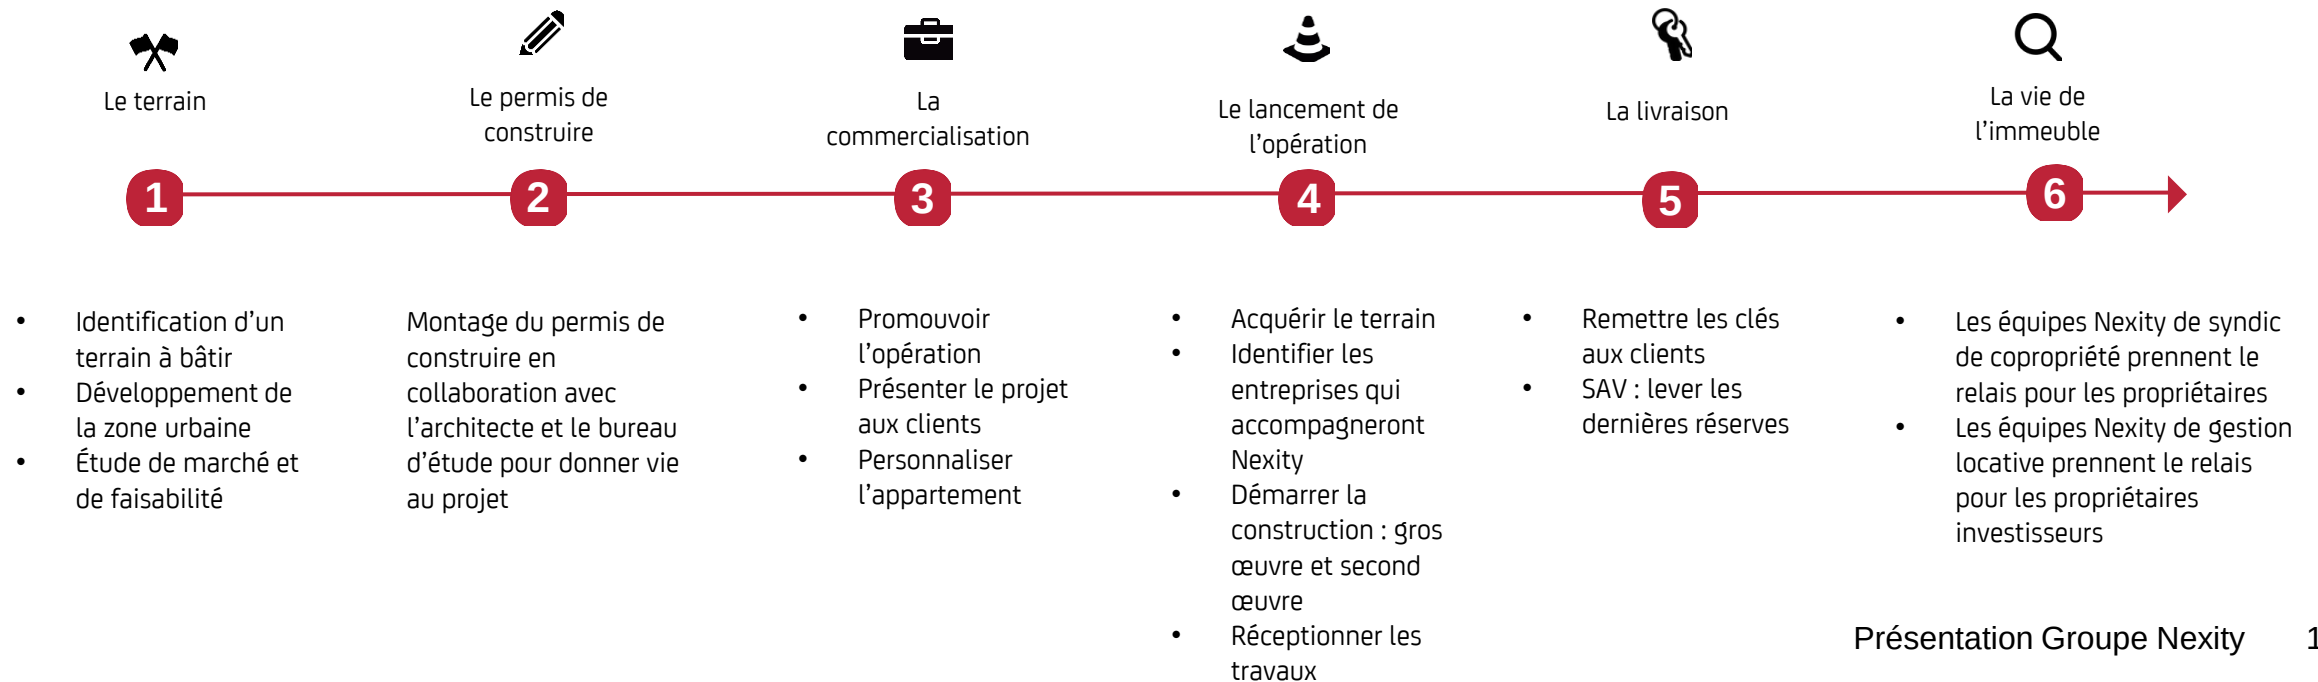 Le terrain
Le permis de
construire
La
commercialisation
Le lancement de
l’opération
La livraison
La vie de
l’immeuble
1
2
3
4
5
6
• Identification d’un
terrain à bâtir
• Développement de
la zone urbaine
• Étude de marché et
de faisabilité
Montage du permis de
construire en
collaboration avec
l’architecte et le bureau
d’étude pour donner vie
au projet
• Promouvoir
l’opération
• Présenter le projet
aux clients
• Personnaliser
l’appartement
• Acquérir le terrain
• Identifier les
entreprises qui
accompagneront
Nexity
• Démarrer la
construction : gros
œuvre et second
œuvre
• Réceptionner les
travaux
• Remettre les clés
aux clients
• SAV : lever les
dernières réserves
• Les équipes Nexity de syndic
de copropriété prennent le
relais pour les propriétaires
• Les équipes Nexity de gestion
locative prennent le relais
pour les propriétaires
investisseurs
Présentation Groupe Nexity